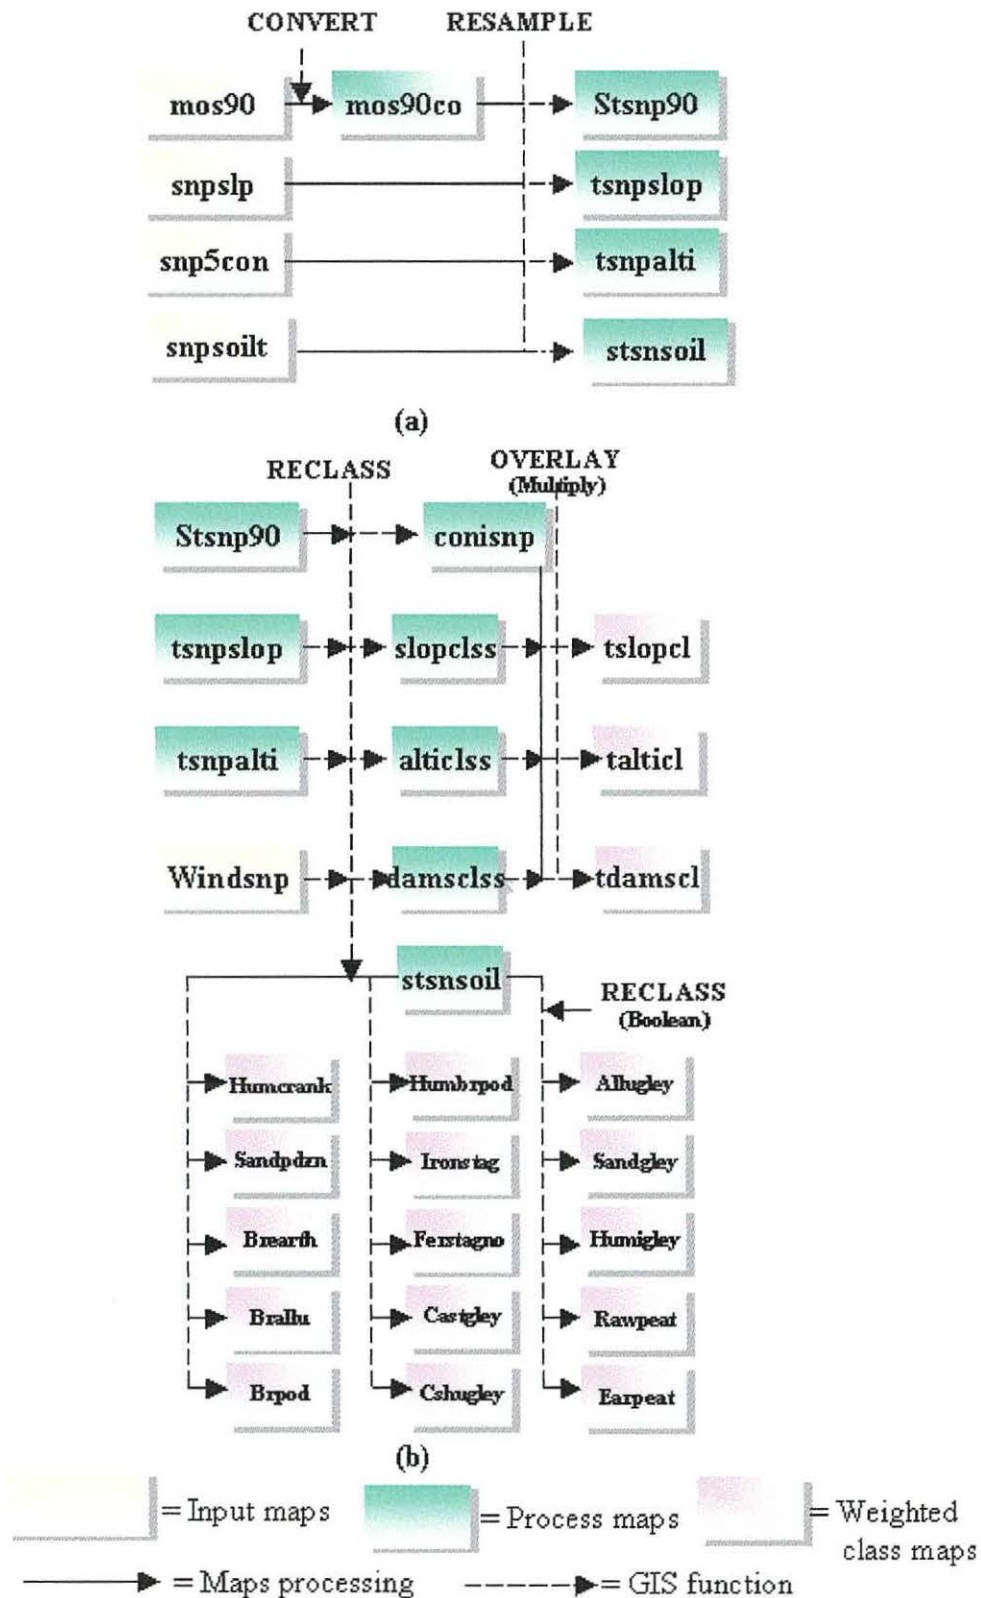 CONVERT RESAMPLE
mos90 mos90co Stsnp90
snpslp tsnpslop
snp5con tsnpalti
snpsoilt stsnsoil
(a)
RECLASS OVERLAY
(Multiply)
Stsnp90 conisnp
tsnpslop slopclss tslopcl
tsnpalti alticlss talticl
Windsnp damsclss tdamscl
stsnsoil
RECLASS
(Boolean)
Humcrank Humbrpod Allugley
Sandpdzn Ironstag Sandgley
Brearth Ferstagno Humigley
Brallu Castgley Rawpeat
Brpod Cshugley Earpeat
(b)
= Input maps = Process maps = Weighted
class maps
= Maps processing = GIS function